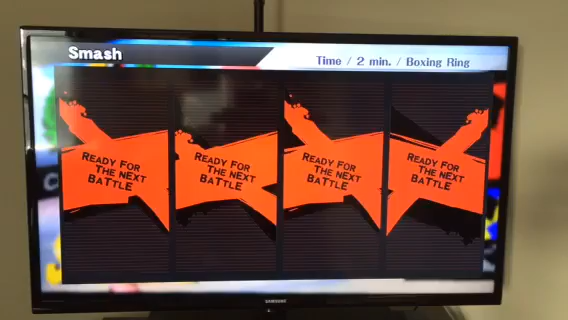 Smash
Time / 2 min. / Boxing Ring
READY FOR
THE NEXT
BATTLE
READY FOR
THE NEXT
BATTLE
READY FOR
THE NEXT
BATTLE
READY FOR
THE NEXT
BATTLE
SAMSUNG